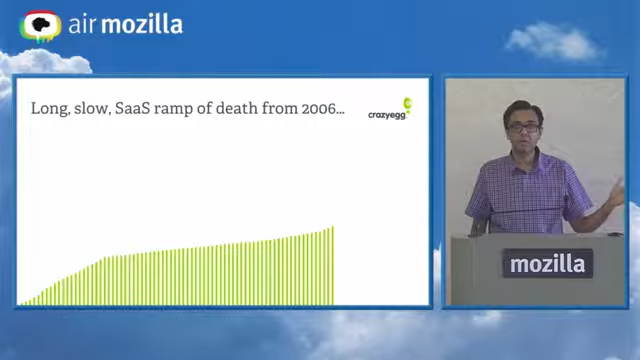 air mozilla
Long, slow, SaaS ramp of death from 2006...
crazyegg
mozilla